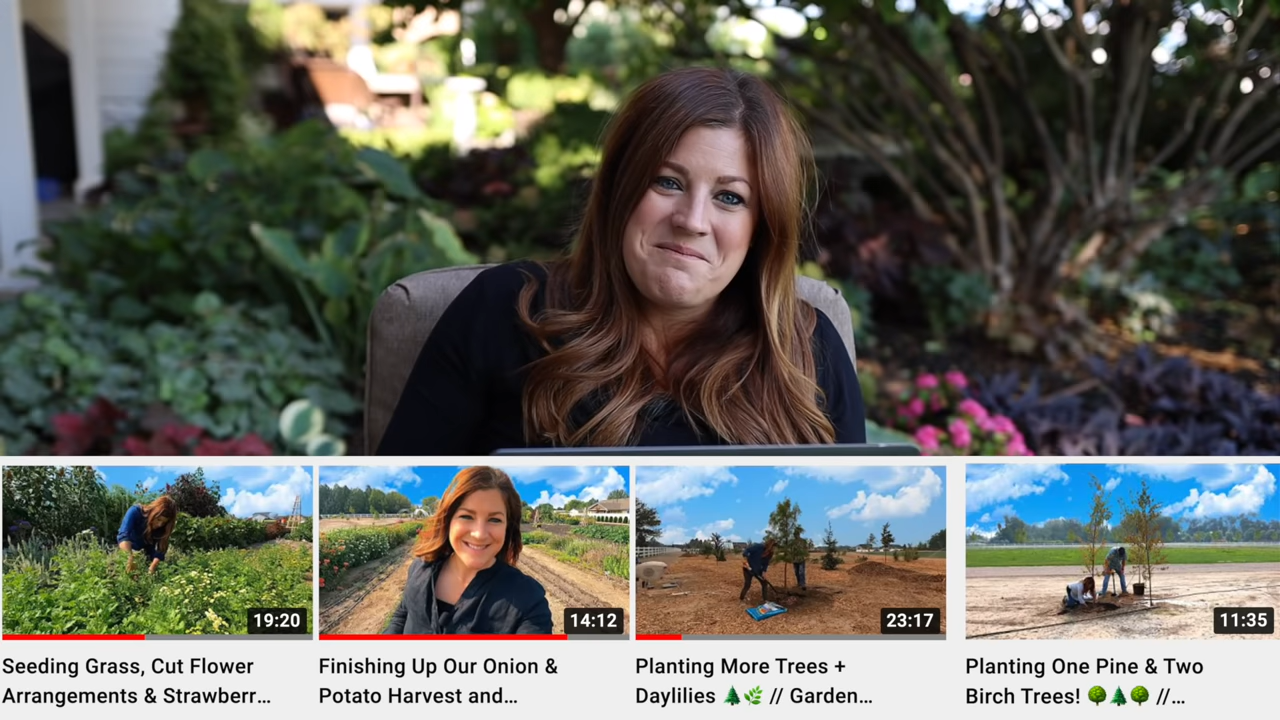 19:20
14:12
23:17
11:35
Seeding Grass, Cut Flower
Arrangements & Strawberr...
Finishing Up Our Onion &
Potato Harvest and...
Planting More Trees +
Daylilies 🌲🌿 // Garden...
Planting One Pine & Two
Birch Trees! 🌳🌲🌳 //...